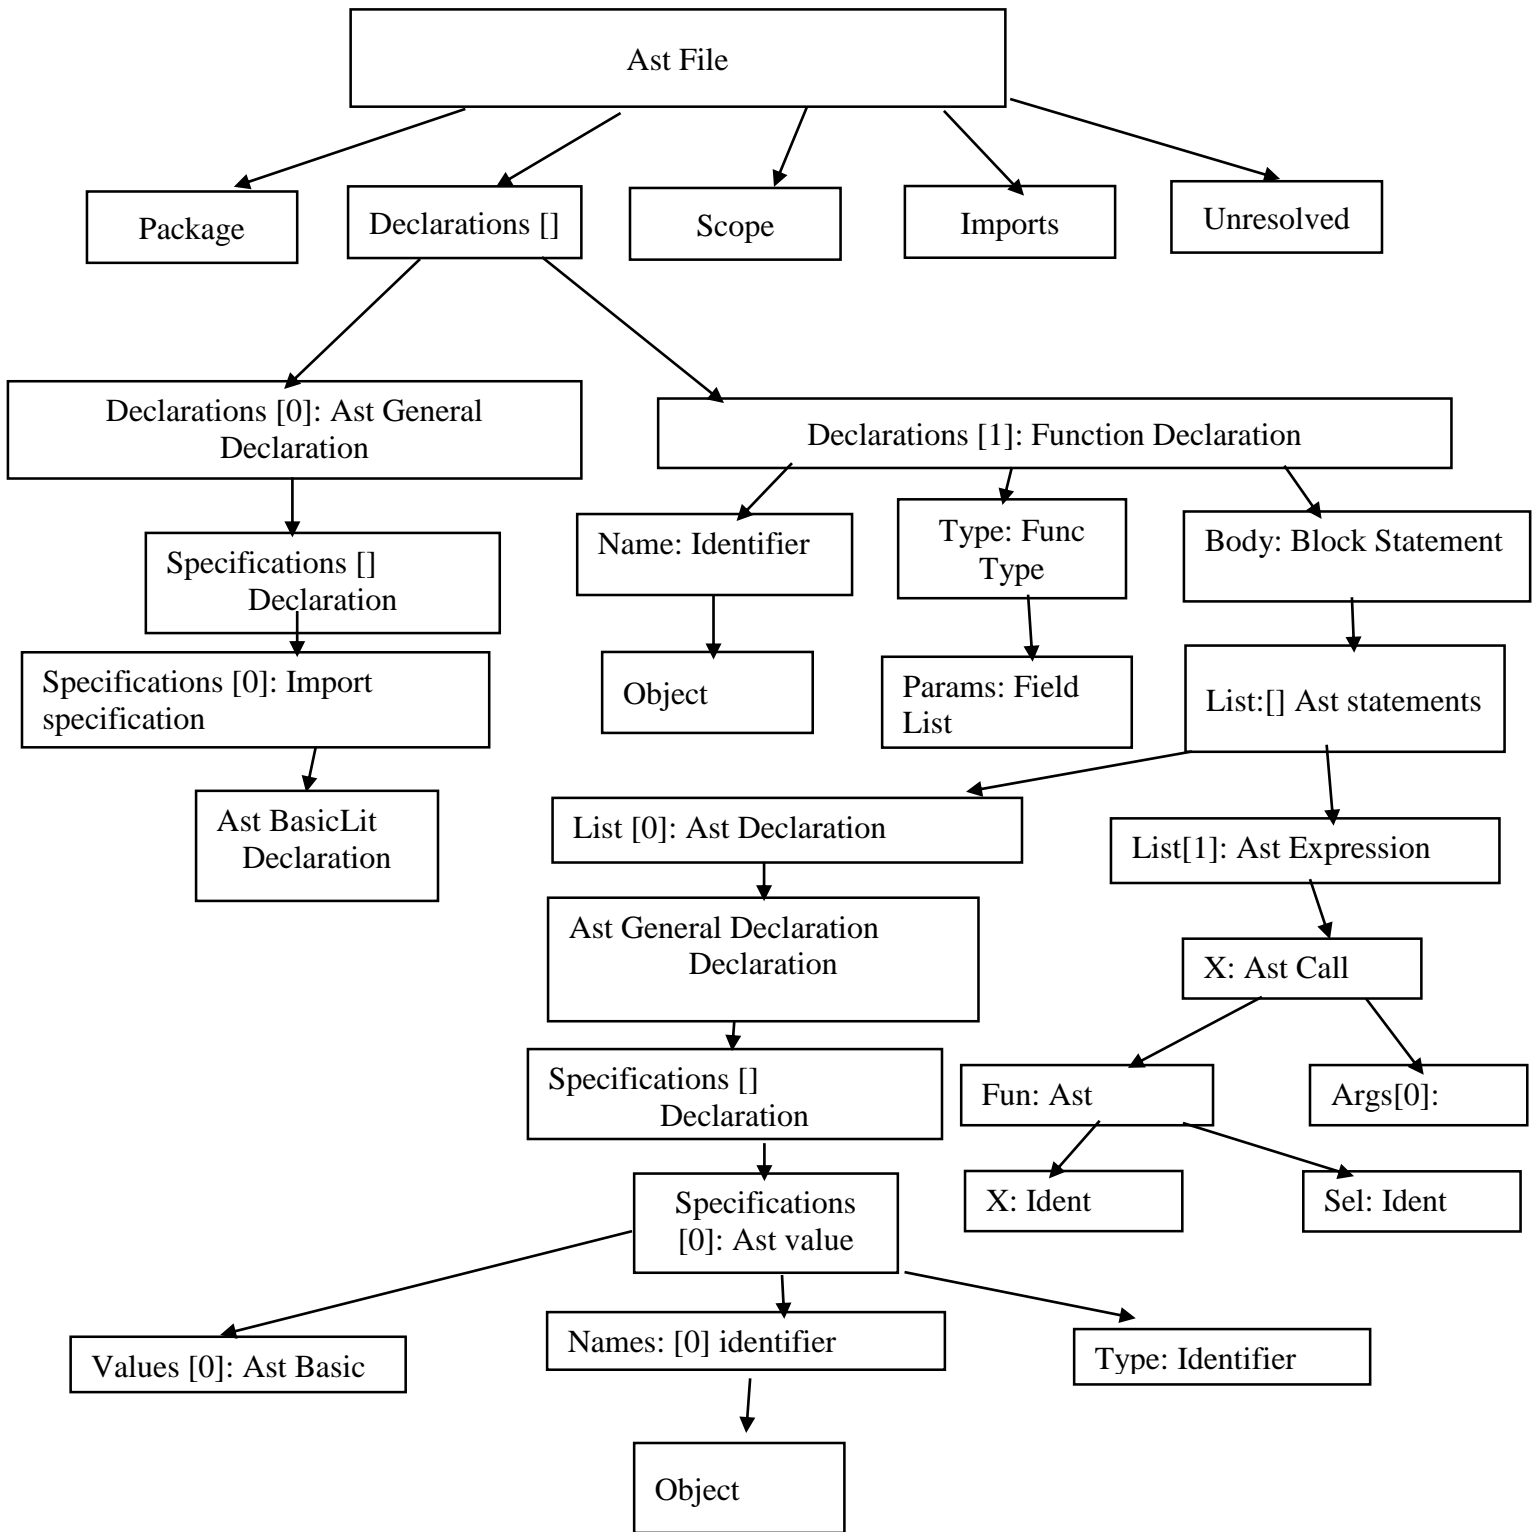 Ast File
Package
Declarations []
Scope
Imports
Unresolved
Declarations [0]: Ast General
Declaration
Declarations [1]: Function Declaration
Specifications []
Declaration
Name: Identifier
Type: Func
Type
Body: Block Statement
Specifications [0]: Import
specification
Object
Params: Field
List
List:[] Ast statements
Ast BasicLit
Declaration
List [0]: Ast Declaration
List[1]: Ast Expression
Ast General Declaration
Declaration
X: Ast Call
Specifications []
Declaration
Fun: Ast
Args[0]:
Specifications
[0]: Ast value
X: Ident
Sel: Ident
Values [0]: Ast Basic
Names: [0] identifier
Type: Identifier
Object